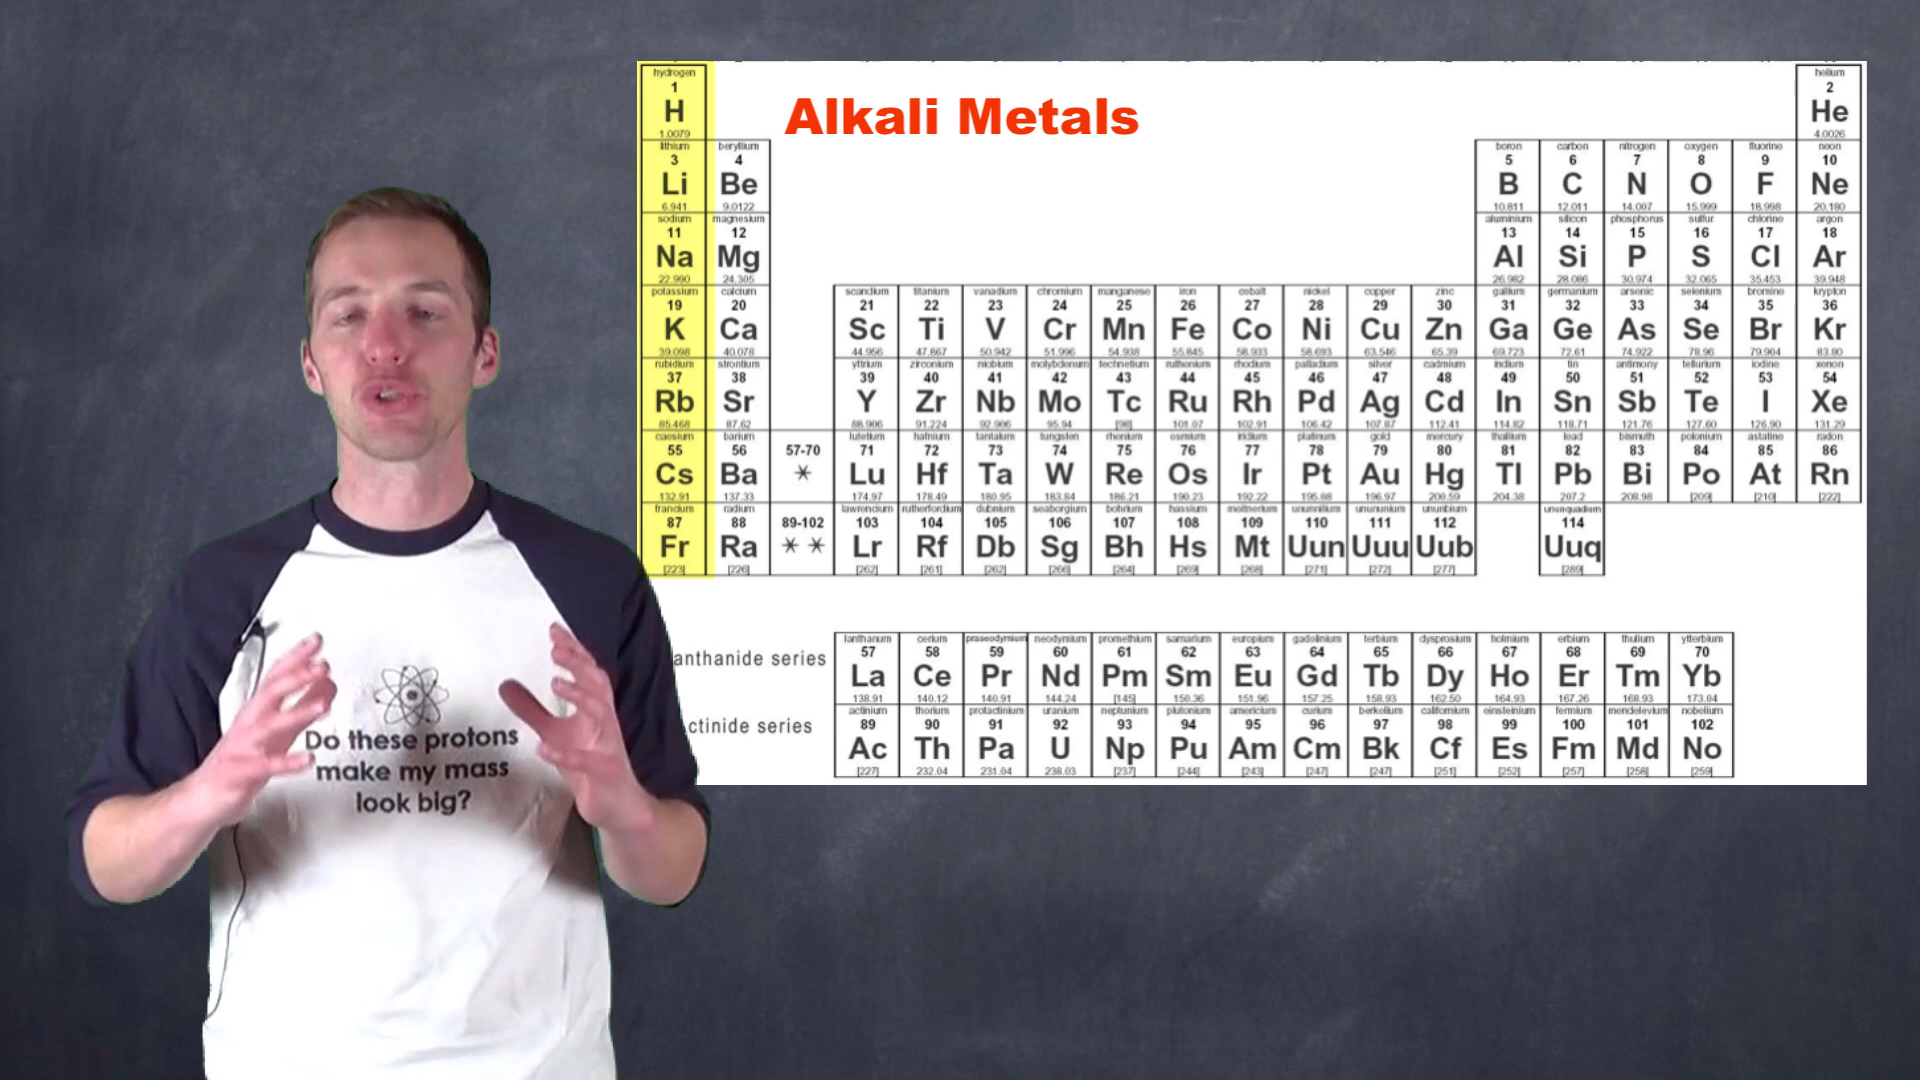 Alkali Metals
hydrogen helium
1 2
H He
1.0079 4.0026
lithium beryllium boron carbon nitrogen oxygen fluorine neon
3 4 5 6 7 8 9 10
Li Be B C N O F Ne
6.941 9.0122 10.811 12.011 14.007 15.999 18.998 20.180
sodium magnesium aluminium silicon phosphorus sulfur chlorine argon
11 12 13 14 15 16 17 18
Na Mg Al Si P S Cl Ar
22.990 24.305 26.982 28.086 30.974 32.065 35.453 39.948
potassium calcium scandium titanium vanadium chromium manganese iron cobalt nickel copper zinc gallium germanium arsenic selenium bromine krypton
19 20 21 22 23 24 25 26 27 28 29 30 31 32 33 34 35 36
K Ca Sc Ti V Cr Mn Fe Co Ni Cu Zn Ga Ge As Se Br Kr
39.098 40.078 44.956 47.867 50.942 51.996 54.938 55.845 58.933 58.693 63.546 65.39 69.723 72.61 74.922 78.96 79.904 83.80
rubidium strontium yttrium zirconium niobium molybdenum technetium ruthenium rhodium palladium silver cadmium indium tin antimony tellurium iodine xenon
37 38 39 40 41 42 43 44 45 46 47 48 49 50 51 52 53 54
Rb Sr Y Zr Nb Mo Tc Ru Rh Pd Ag Cd In Sn Sb Te I Xe
85.468 87.62 88.906 91.224 92.906 95.94 [98] 101.07 102.91 106.42 107.87 112.41 114.82 118.71 121.76 127.60 126.90 131.29
caesium barium lutetium hafnium tantalum tungsten rhenium osmium iridium platinum gold mercury thallium lead bismuth polonium astatine radon
55 56 57-70 71 72 73 74 75 76 77 78 79 80 81 82 83 84 85 86
Cs Ba * Lu Hf Ta W Re Os Ir Pt Au Hg Tl Pb Bi Po At Rn
132.91 137.33 174.97 178.49 180.95 183.84 186.21 190.23 192.22 195.08 196.97 200.59 204.38 207.2 208.98 [209] [210] [222]
francium radium lawrencium rutherfordium dubnium seaborgium bohrium hassium meitnerium ununnilium unununium ununbium ununquadium
87 88 89-102 103 104 105 106 107 108 109 110 111 112 114
Fr Ra * * Lr Rf Db Sg Bh Hs Mt Uun Uuu Uub Uuq
[223] [226] [262] [261] [262] [266] [264] [269] [268] [271] [272] [277] [289]
lanthanum cerium praseodymium neodymium promethium samarium europium gadolinium terbium dysprosium holmium erbium thulium ytterbium
anthanide series 57 58 59 60 61 62 63 64 65 66 67 68 69 70
La Ce Pr Nd Pm Sm Eu Gd Tb Dy Ho Er Tm Yb
138.91 140.12 140.91 144.24 [145] 150.36 151.96 157.25 158.93 162.50 164.93 167.26 168.93 173.04
actinium thorium protactinium uranium neptunium plutonium americium curium berkelium californium einsteinium fermium mendelevium nobelium
ctinide series 89 90 91 92 93 94 95 96 97 98 99 100 101 102
Ac Th Pa U Np Pu Am Cm Bk Cf Es Fm Md No
[227] 232.04 231.04 238.03 [237] [244] [243] [247] [247] [251] [252] [257] [258] [259]
Do these protons
make my mass
look big?